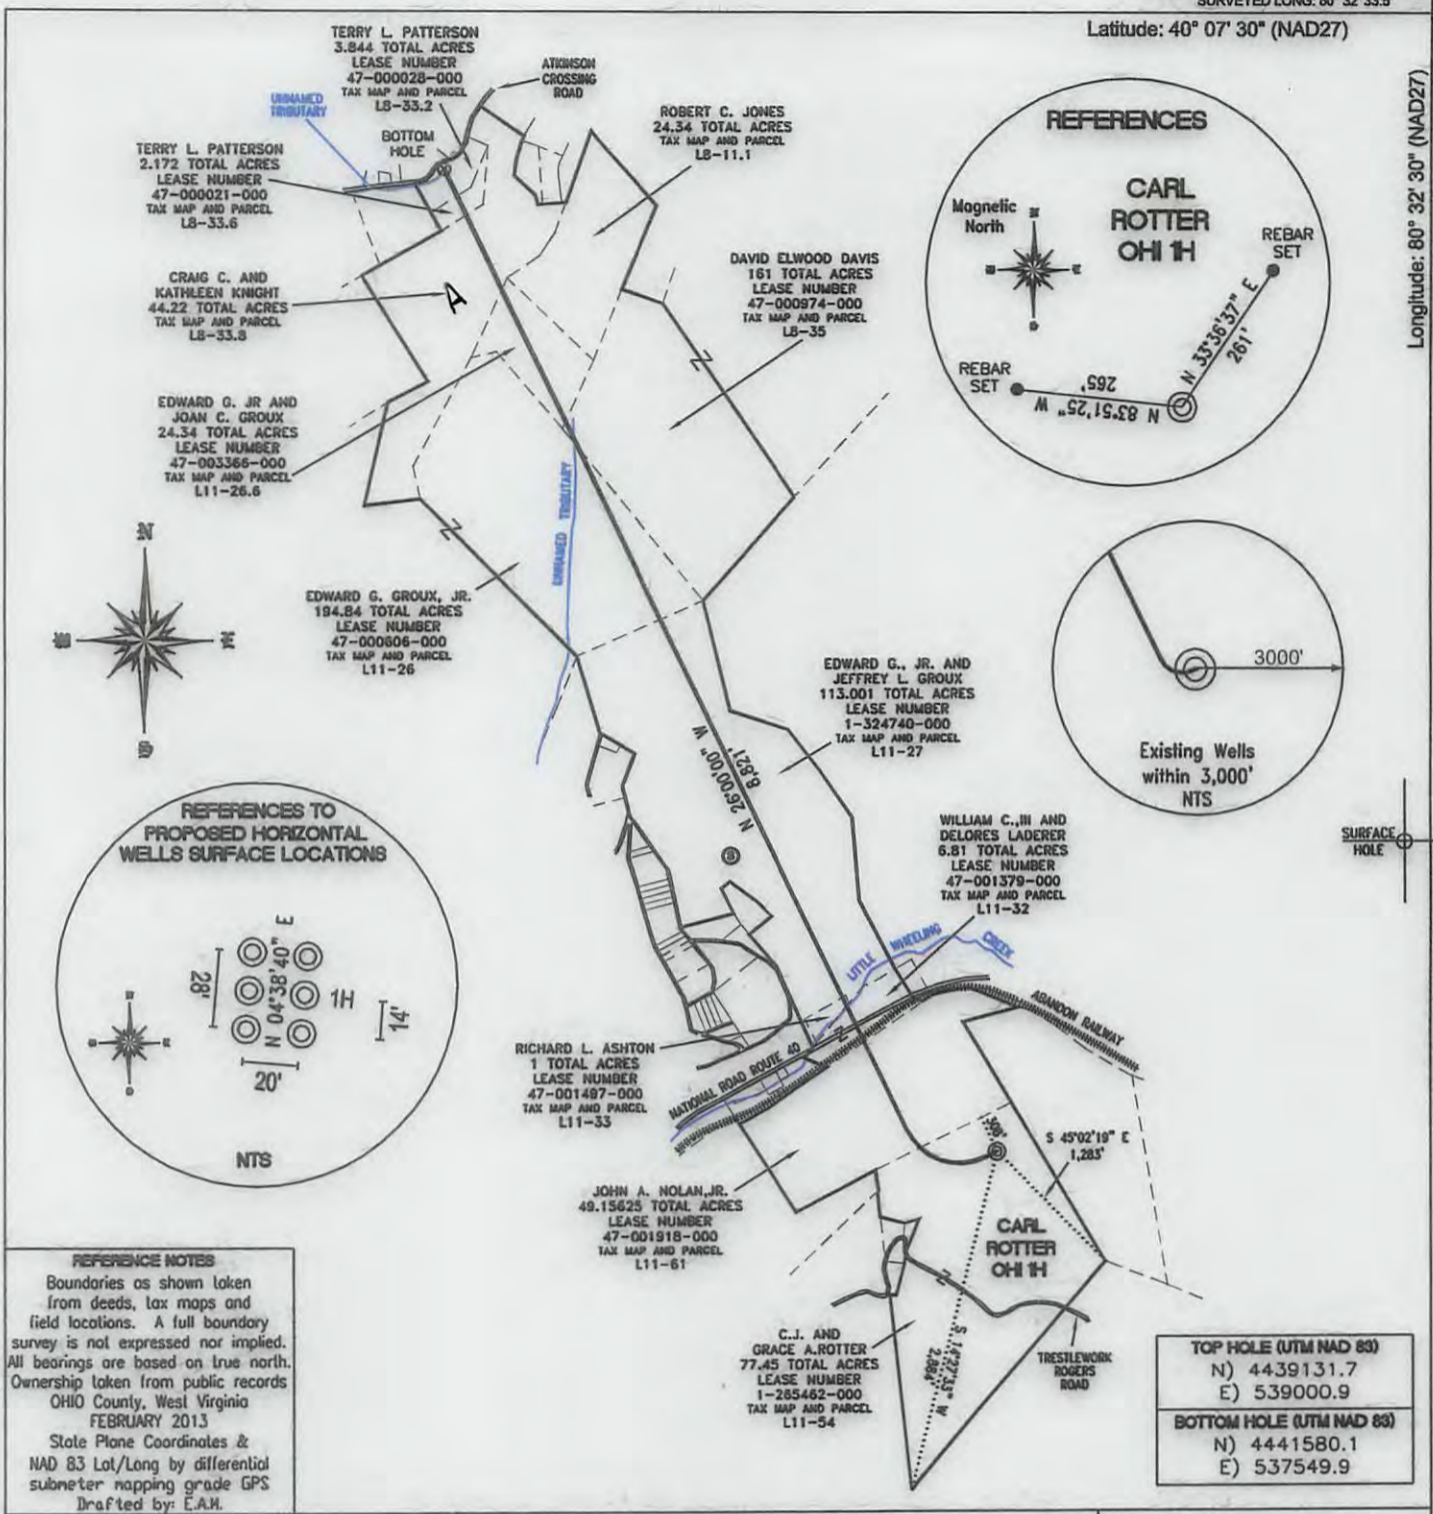 SURVEYED LONG: 80° 32' 33.5"
Latitude: 40° 07' 30" (NAD27)
Longitude: 80° 32' 30" (NAD27)
TERRY L. PATTERSON
3.844 TOTAL ACRES
LEASE NUMBER
47-000028-000
TAX MAP AND PARCEL
L8-33.2
ATKINSON
CROSSING
ROAD
UNNAMED
TRIBUTARY
BOTTOM
HOLE
TERRY L. PATTERSON
2.172 TOTAL ACRES
LEASE NUMBER
47-000021-000
TAX MAP AND PARCEL
L8-33.6
ROBERT C. JONES
24.34 TOTAL ACRES
TAX MAP AND PARCEL
L8-11.1
CRAIG C. AND
KATHLEEN KNIGHT
44.22 TOTAL ACRES
TAX MAP AND PARCEL
L8-33.8
A
DAVID ELWOOD DAVIS
161 TOTAL ACRES
LEASE NUMBER
47-000974-000
TAX MAP AND PARCEL
L8-35
EDWARD G. JR AND
JOAN C. GROUX
24.34 TOTAL ACRES
LEASE NUMBER
47-003366-000
TAX MAP AND PARCEL
L11-26.6
REFERENCES
CARL
ROTTER
OHI 1H
Magnetic
North
REBAR
SET
N 33°36'37" E
261'
REBAR
SET
265'
N 83°51'25" W
UNNAMED TRIBUTARY
N
E
W
S
EDWARD G. GROUX, JR.
194.84 TOTAL ACRES
LEASE NUMBER
47-000606-000
TAX MAP AND PARCEL
L11-26
EDWARD G., JR. AND
JEFFREY L. GROUX
113.001 TOTAL ACRES
LEASE NUMBER
1-324740-000
TAX MAP AND PARCEL
L11-27
3000'
Existing Wells
within 3,000'
NTS
N 26°00'00" W
8,821'
REFERENCES TO
PROPOSED HORIZONTAL
WELLS SURFACE LOCATIONS
28'
N 04°38'40" E
1H
14'
20'
NTS
WILLIAM C.,III AND
DELORES LADERER
6.81 TOTAL ACRES
LEASE NUMBER
47-001379-000
TAX MAP AND PARCEL
L11-32
SURFACE
HOLE
LITTLE WHEELING CREEK
ABANDON RAILWAY
RICHARD L. ASHTON
1 TOTAL ACRES
LEASE NUMBER
47-001497-000
TAX MAP AND PARCEL
L11-33
NATIONAL ROAD ROUTE 40
S 45°02'19" E
1,283'
JOHN A. NOLAN,JR.
49.15625 TOTAL ACRES
LEASE NUMBER
47-001918-000
TAX MAP AND PARCEL
L11-61
CARL
ROTTER
OHI 1H
S 14°27'33" W
2,084'
C.J. AND
GRACE A.ROTTER
77.45 TOTAL ACRES
LEASE NUMBER
1-265462-000
TAX MAP AND PARCEL
L11-54
TRESTLEWORK
ROGERS
ROAD
REFERENCE NOTES
Boundaries as shown taken
from deeds, tax maps and
field locations. A full boundary
survey is not expressed nor implied.
All bearings are based on true north.
Ownership taken from public records
OHIO County, West Virginia
FEBRUARY 2013
State Plane Coordinates &
NAD 83 Lat/Long by differential
submeter mapping grade GPS
Drafted by: E.A.H.
TOP HOLE (UTM NAD 83)
N) 4439131.7
E) 539000.9
BOTTOM HOLE (UTM NAD 83)
N) 4441580.1
E) 537549.9